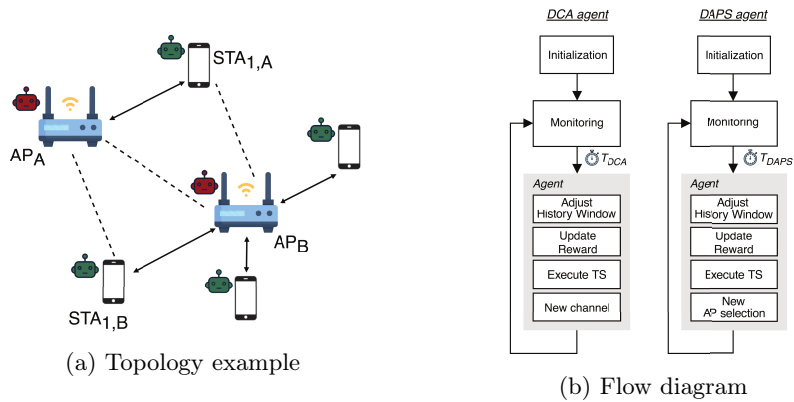 STA1,A
APA
APB
STA1,B
(a) Topology example
DCA agent
Initialization
Monitoring
TDCA
Agent
Adjust
History Window
Update
Reward
Execute TS
New channel
DAPS agent
Initialization
Monitoring
TDAPS
Agent
Adjust
History Window
Update
Reward
Execute TS
New
AP selection
(b) Flow diagram